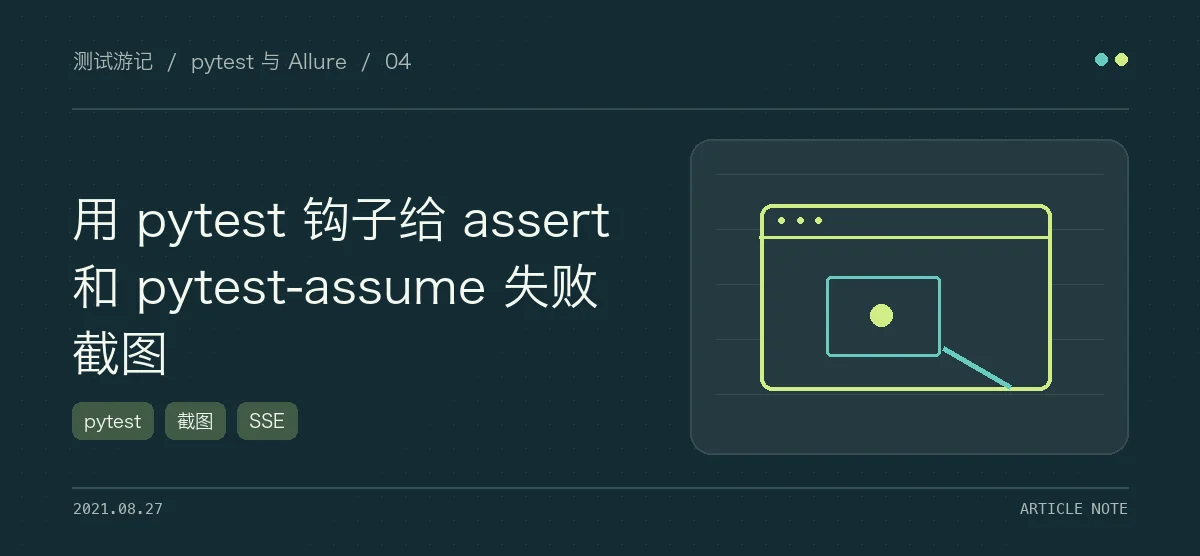 测试游记 / pytest 与 Allure / 04
用 pytest 钩子给 assert
和 pytest-assume 失败
截图
pytest 截图 SSE
2021.08.27
ARTICLE NOTE